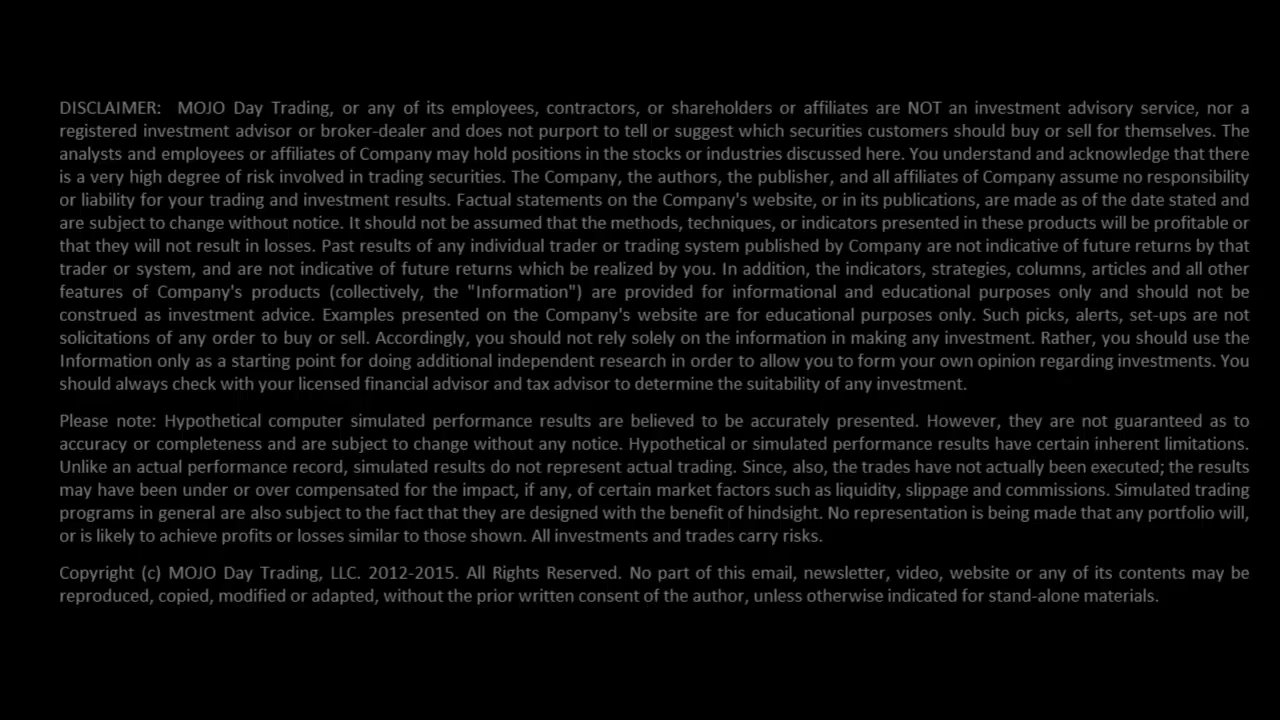 DISCLAIMER: MOJO Day Trading, or any of its employees, contractors, or shareholders or affiliates are NOT an investment advisory service, nor a
registered investment advisor or broker-dealer and does not purport to tell or suggest which securities customers should buy or sell for themselves. The
analysts and employees or affiliates of Company may hold positions in the stocks or industries discussed here. You understand and acknowledge that there
is a very high degree of risk involved in trading securities. The Company, the authors, the publisher, and all affiliates of Company assume no responsibility
or liability for your trading and investment results. Factual statements on the Company's website, or in its publications, are made as of the date stated and
are subject to change without notice. It should not be assumed that the methods, techniques, or indicators presented in these products will be profitable or
that they will not result in losses. Past results of any individual trader or trading system published by Company are not indicative of future returns by that
trader or system, and are not indicative of future returns which be realized by you. In addition, the indicators, strategies, columns, articles and all other
features of Company's products (collectively, the "Information") are provided for informational and educational purposes only and should not be
construed as investment advice. Examples presented on the Company's website are for educational purposes only. Such picks, alerts, set-ups are not
solicitations of any order to buy or sell. Accordingly, you should not rely solely on the information in making any investment. Rather, you should use the
Information only as a starting point for doing additional independent research in order to allow you to form your own opinion regarding investments. You
should always check with your licensed financial advisor and tax advisor to determine the suitability of any investment.
Please note: Hypothetical computer simulated performance results are believed to be accurately presented. However, they are not guaranteed as to
accuracy or completeness and are subject to change without any notice. Hypothetical or simulated performance results have certain inherent limitations.
Unlike an actual performance record, simulated results do not represent actual trading. Since, also, the trades have not actually been executed; the results
may have been under or over compensated for the impact, if any, of certain market factors such as liquidity, slippage and commissions. Simulated trading
programs in general are also subject to the fact that they are designed with the benefit of hindsight. No representation is being made that any portfolio will,
or is likely to achieve profits or losses similar to those shown. All investments and trades carry risks.
Copyright (c) MOJO Day Trading, LLC. 2012-2015. All Rights Reserved. No part of this email, newsletter, video, website or any of its contents may be
reproduced, copied, modified or adapted, without the prior written consent of the author, unless otherwise indicated for stand-alone materials.